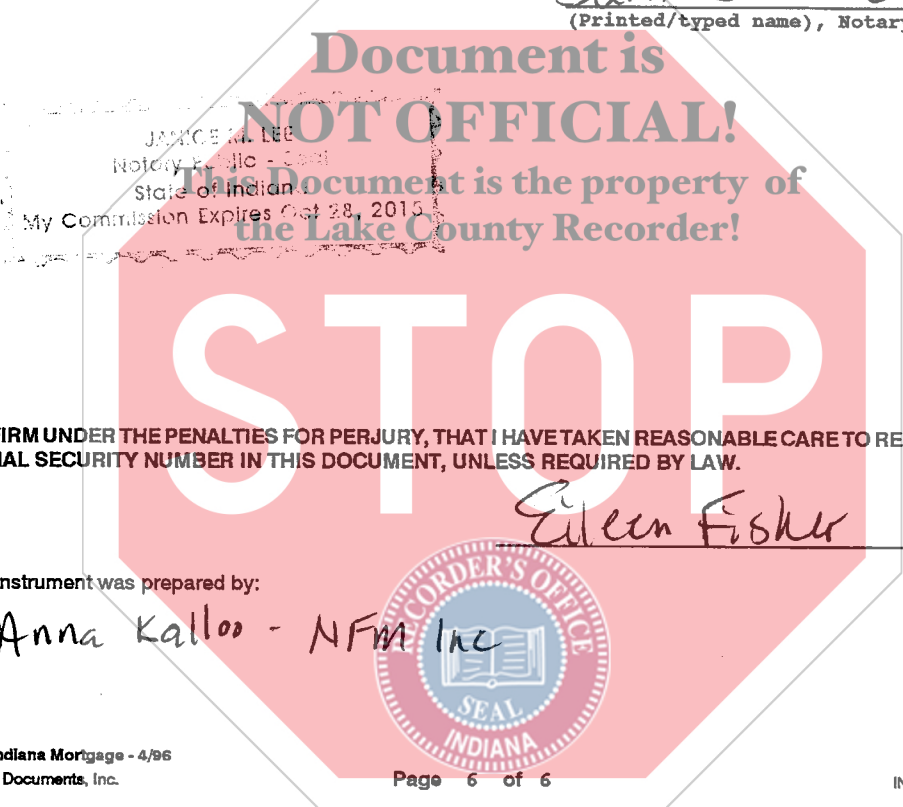 (Printed/typed name), Notary
Document is
NOT OFFICIAL!
This Document is the property of
the Lake County Recorder!
JANICE M. LEE
Notary Public - Seal
State of Indiana
My Commission Expires Oct 28, 2015
STOP
FIRM UNDER THE PENALTIES FOR PERJURY, THAT I HAVE TAKEN REASONABLE CARE TO RE
IAL SECURITY NUMBER IN THIS DOCUMENT, UNLESS REQUIRED BY LAW.
Eileen Fisher
nstrument was prepared by:
Anna Kalloo - NFM Inc
RECORDER'S OFFICE
SEAL
INDIANA
ndiana Mortgage - 4/96
Documents, Inc.
Page 6 of 6
IN